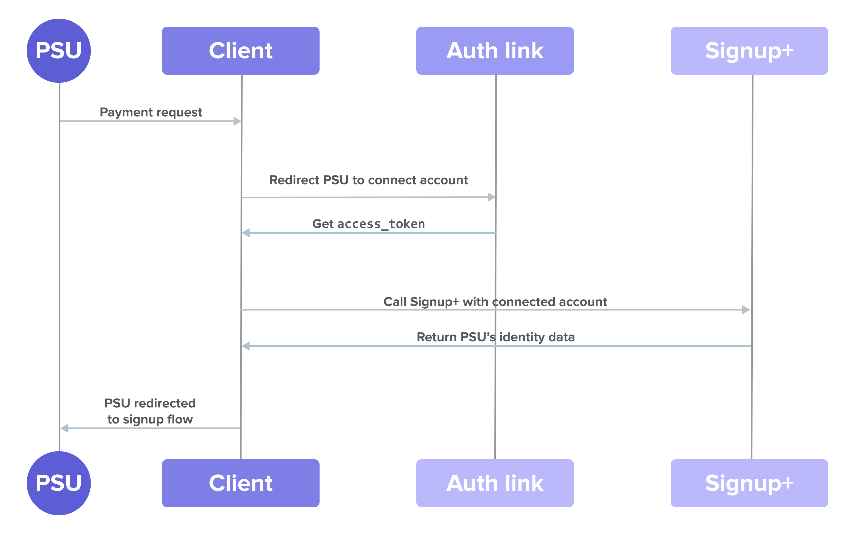 PSU
Client
Auth link
Signup+
Payment request
Redirect PSU to connect account
Get access_token
Call Signup+ with connected account
Return PSU’s identity data
PSU redirected
to signup flow
PSU
Client
Auth link
Signup+